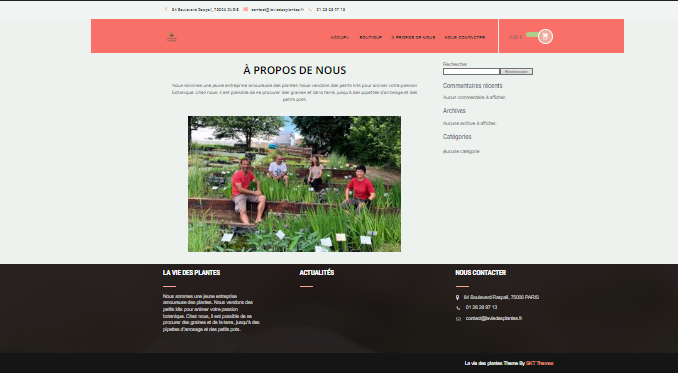 84 Boulevard Raspail, 75006 PARIS contact@laviedesplantes.fr 01 28 28 97 13
ACCUEIL BOUTIQUE À PROPOS DE NOUS NOUS CONTACTER 0,00 €
À PROPOS DE NOUS
Nous sommes une jeune entreprise amoureuse des plantes. Nous vendons des petits kits pour animer votre passion
botanique. Chez nous, il est possible de se procurer des graines et de la terre, jusqu'à des pipettes d'arrosage et des
petits pots.
Rechercher
Rechercher
Commentaires récents
Aucun commentaire à afficher.
Archives
Aucune archive à afficher.
Catégories
Aucune catégorie
LA VIE DES PLANTES
Nous sommes une jeune entreprise
amoureuse des plantes. Nous vendons des
petits kits pour animer votre passion
botanique. Chez nous, il est possible de se
procurer des graines et de la terre, jusqu'à des
pipettes d'arrosage et des petits pots.
ACTUALITÉS
NOUS CONTACTER
84 Boulevard Raspail, 75006 PARIS
01 28 28 97 13
contact@laviedesplantes.fr
La vie des plantes Theme By SKT Themes